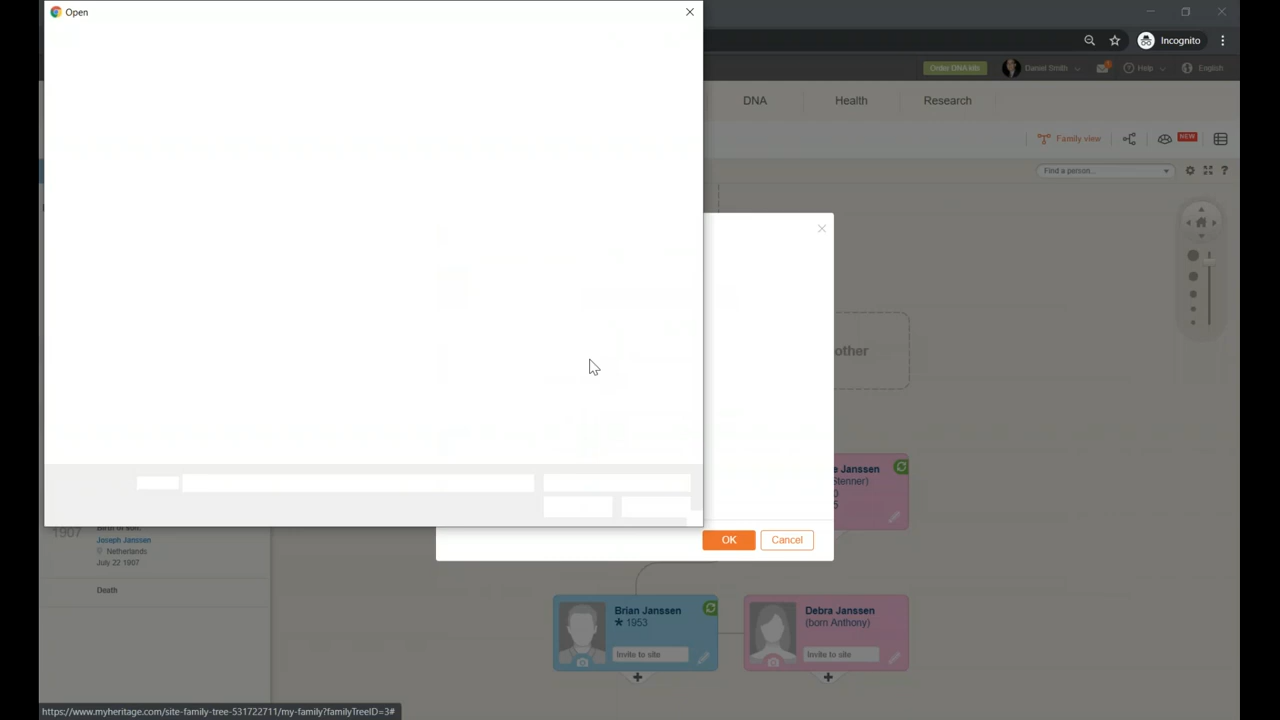 Open
Incognito
Order DNA kits
Daniel Smith
Help
English
DNA
Health
Research
Family view
NEW
Find a person...
other
e Janssen
Stenner)
0
5
OK
Cancel
1907
Birth of son:
Joseph Janssen
Netherlands
July 22 1907
Death
Brian Janssen
* 1953
Invite to site
Debra Janssen
(born Anthony)
Invite to site
https://www.myheritage.com/site-family-tree-531722711/my-family?familyTreeID=3#